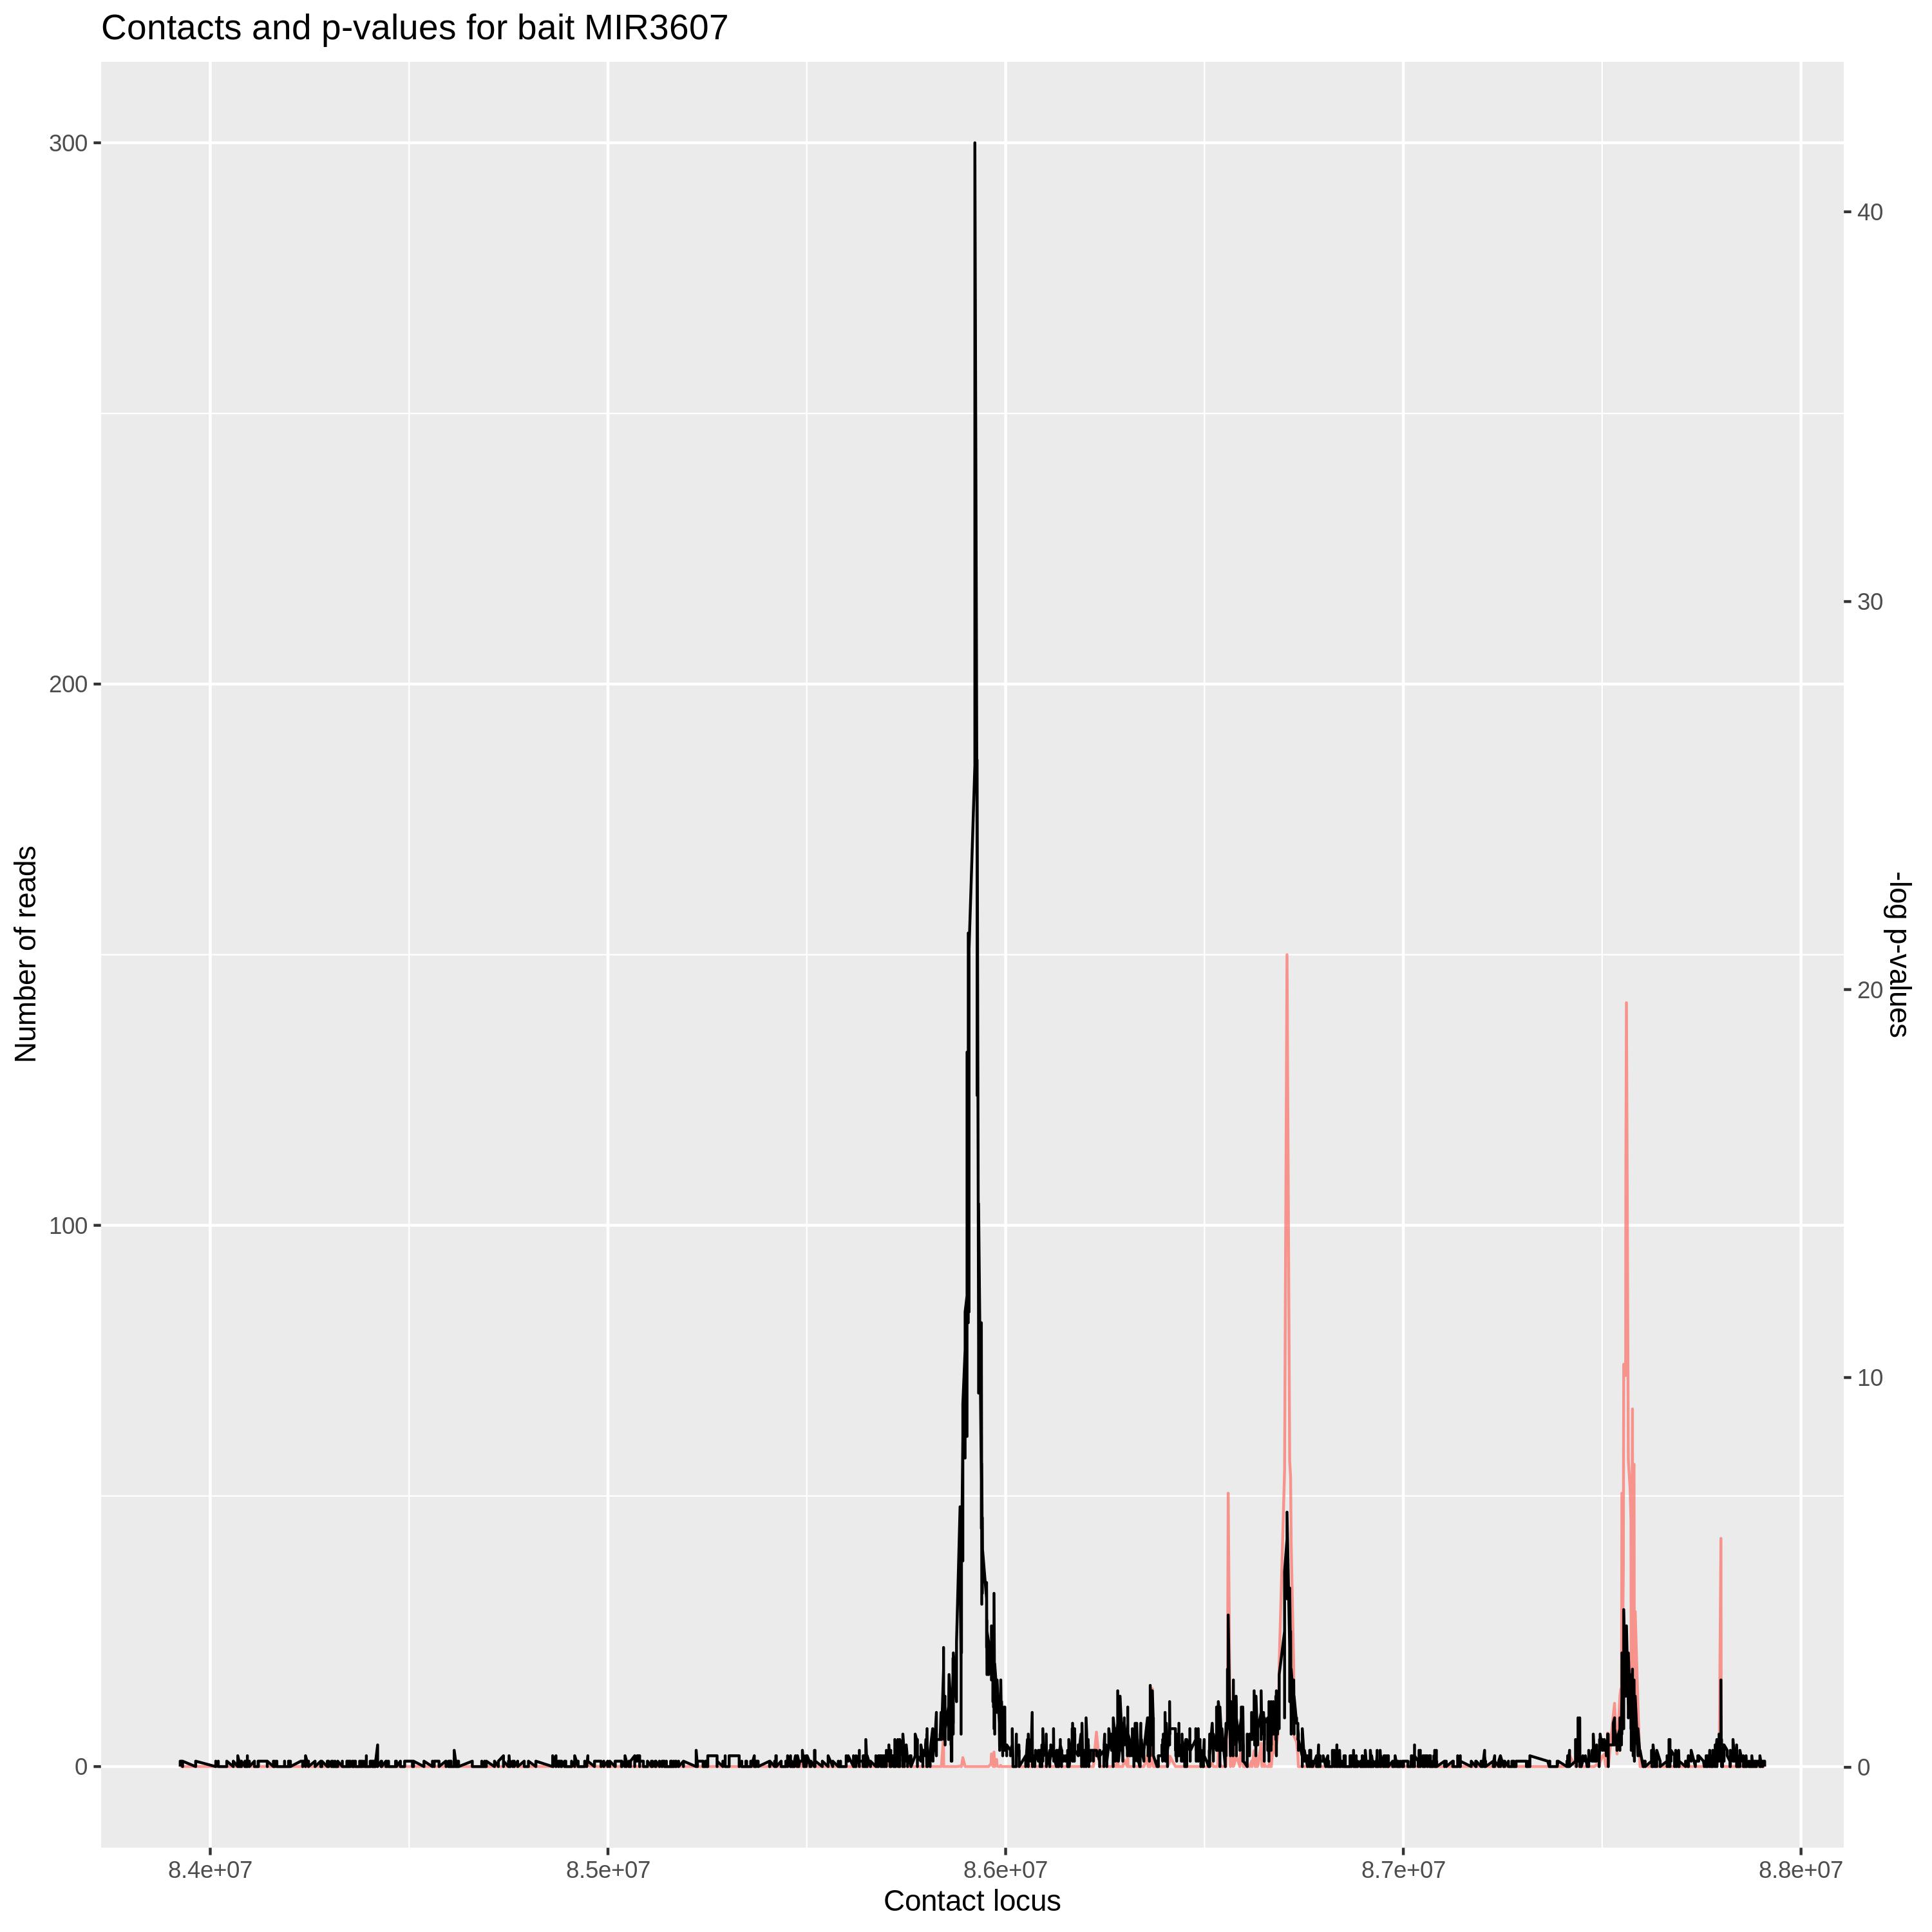 Contacts and p-values for bait MIR3607
300
200
100
0
Number of reads
40
30
20
10
0
-log p-values
8.4e+07
8.5e+07
8.6e+07
8.7e+07
8.8e+07
Contact locus